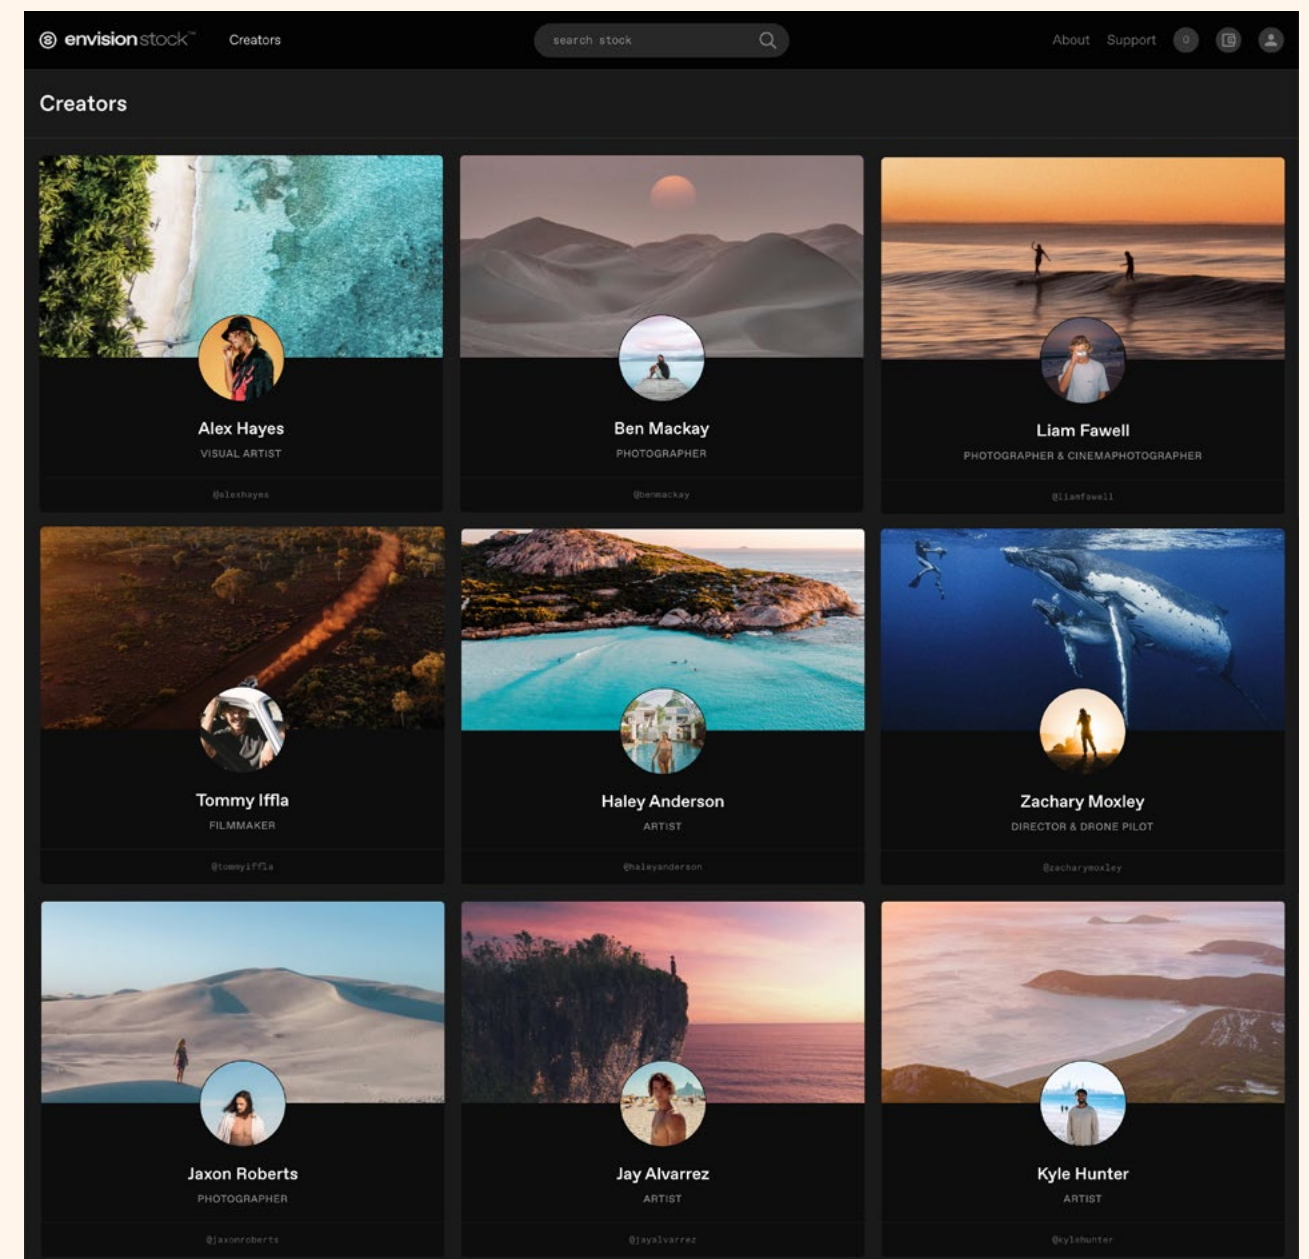 envisionstock™ Creators search stock About Support 0
Creators
Alex Hayes
VISUAL ARTIST
@alexhayes
Ben Mackay
PHOTOGRAPHER
@benmackay
Liam Fawell
PHOTOGRAPHER & CINEMAPHOTOGRAPHER
@liamfawell
Tommy Iffla
FILMMAKER
@tommyiffla
Haley Anderson
ARTIST
@haleyanderson
Zachary Moxley
DIRECTOR & DRONE PILOT
@zacharymoxley
Jaxon Roberts
PHOTOGRAPHER
@jaxonroberts
Jay Alvarrez
ARTIST
@jayalvarrez
Kyle Hunter
ARTIST
@kylehunter